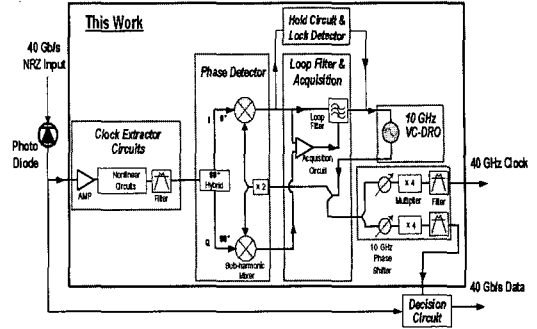 This Work
Hold Circuit &
Lock Detector
40 Gb/s
NRZ Input
Phase Detector
Loop Filter &
Acquisition
I
0°
Loop
Filter
10 GHz
VC-DRO
Photo
Diode
Clock Extractor
Circuits
Nonlinear
Circuits
AMP
Filter
90°
Hybrid
× 2
Acquisition
Circuit
40 GHz Clock
× 4
Multiplier
Filter
Q
90°
Sub-harmonic
Mixer
× 4
10 GHz
Phase
Shifter
40 Gb/s Data
Decision
Circuit